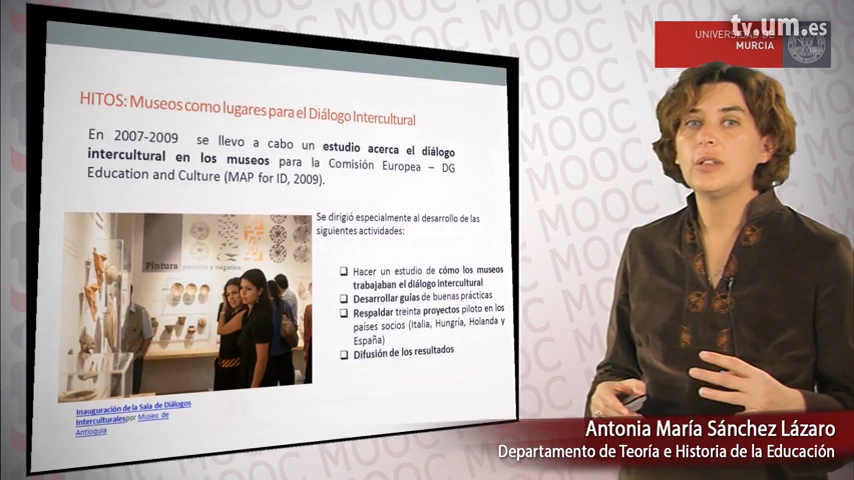 tv.um.es
UNIVERSIDAD DE
MURCIA
HITOS: Museos como lugares para el Diálogo Intercultural
En 2007-2009 se llevo a cabo un estudio acerca el diálogo
intercultural en los museos para la Comisión Europea – DG
Education and Culture (MAP for ID, 2009).
Pintura positiva y negativa
Se dirigió especialmente al desarrollo de las
siguientes actividades:
❑ Hacer un estudio de cómo los museos
trabajaban el diálogo intercultural
❑ Desarrollar guías de buenas prácticas
❑ Respaldar treinta proyectos piloto en los
países socios (Italia, Hungría, Holanda y
España)
❑ Difusión de los resultados
Inauguración de la Sala de Diálogos
Interculturalespor Museo de
Antioquia
Antonia María Sánchez Lázaro
Departamento de Teoría e Historia de la Educación
MOOC